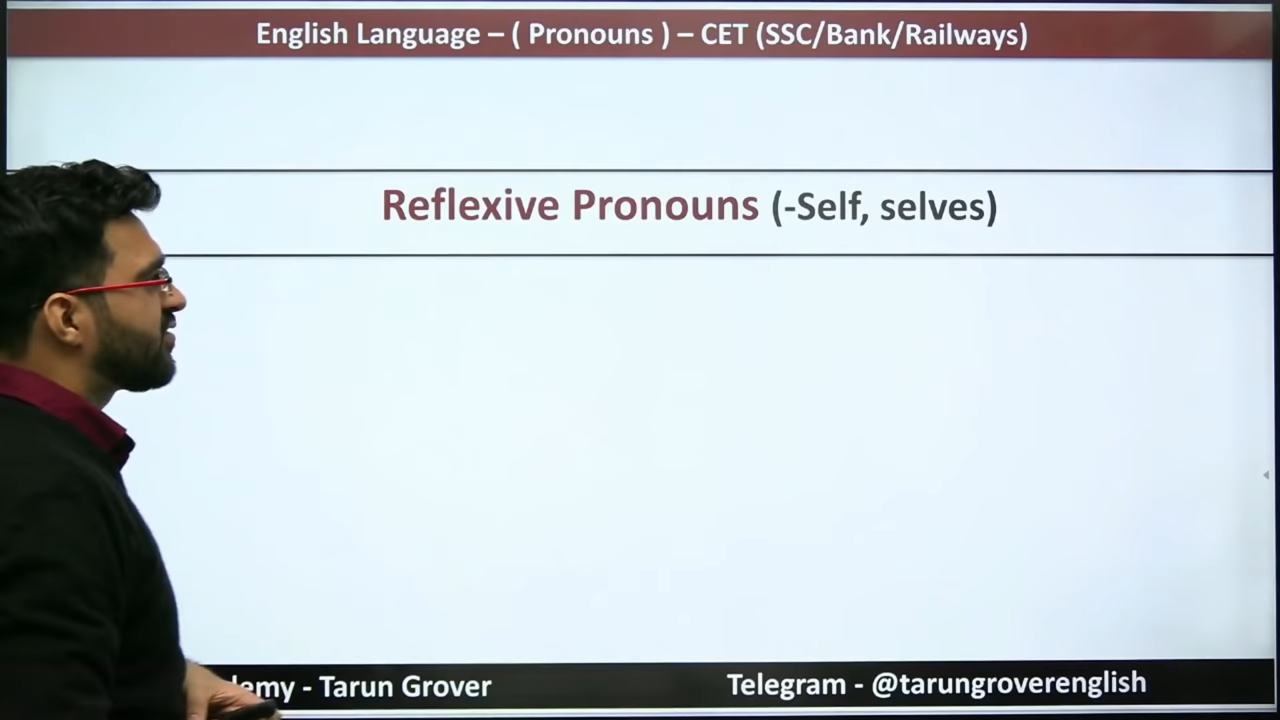 English Language – ( Pronouns ) – CET (SSC/Bank/Railways)
Reflexive Pronouns (-Self, selves)
- Tarun Grover
Telegram - @tarungroverenglish